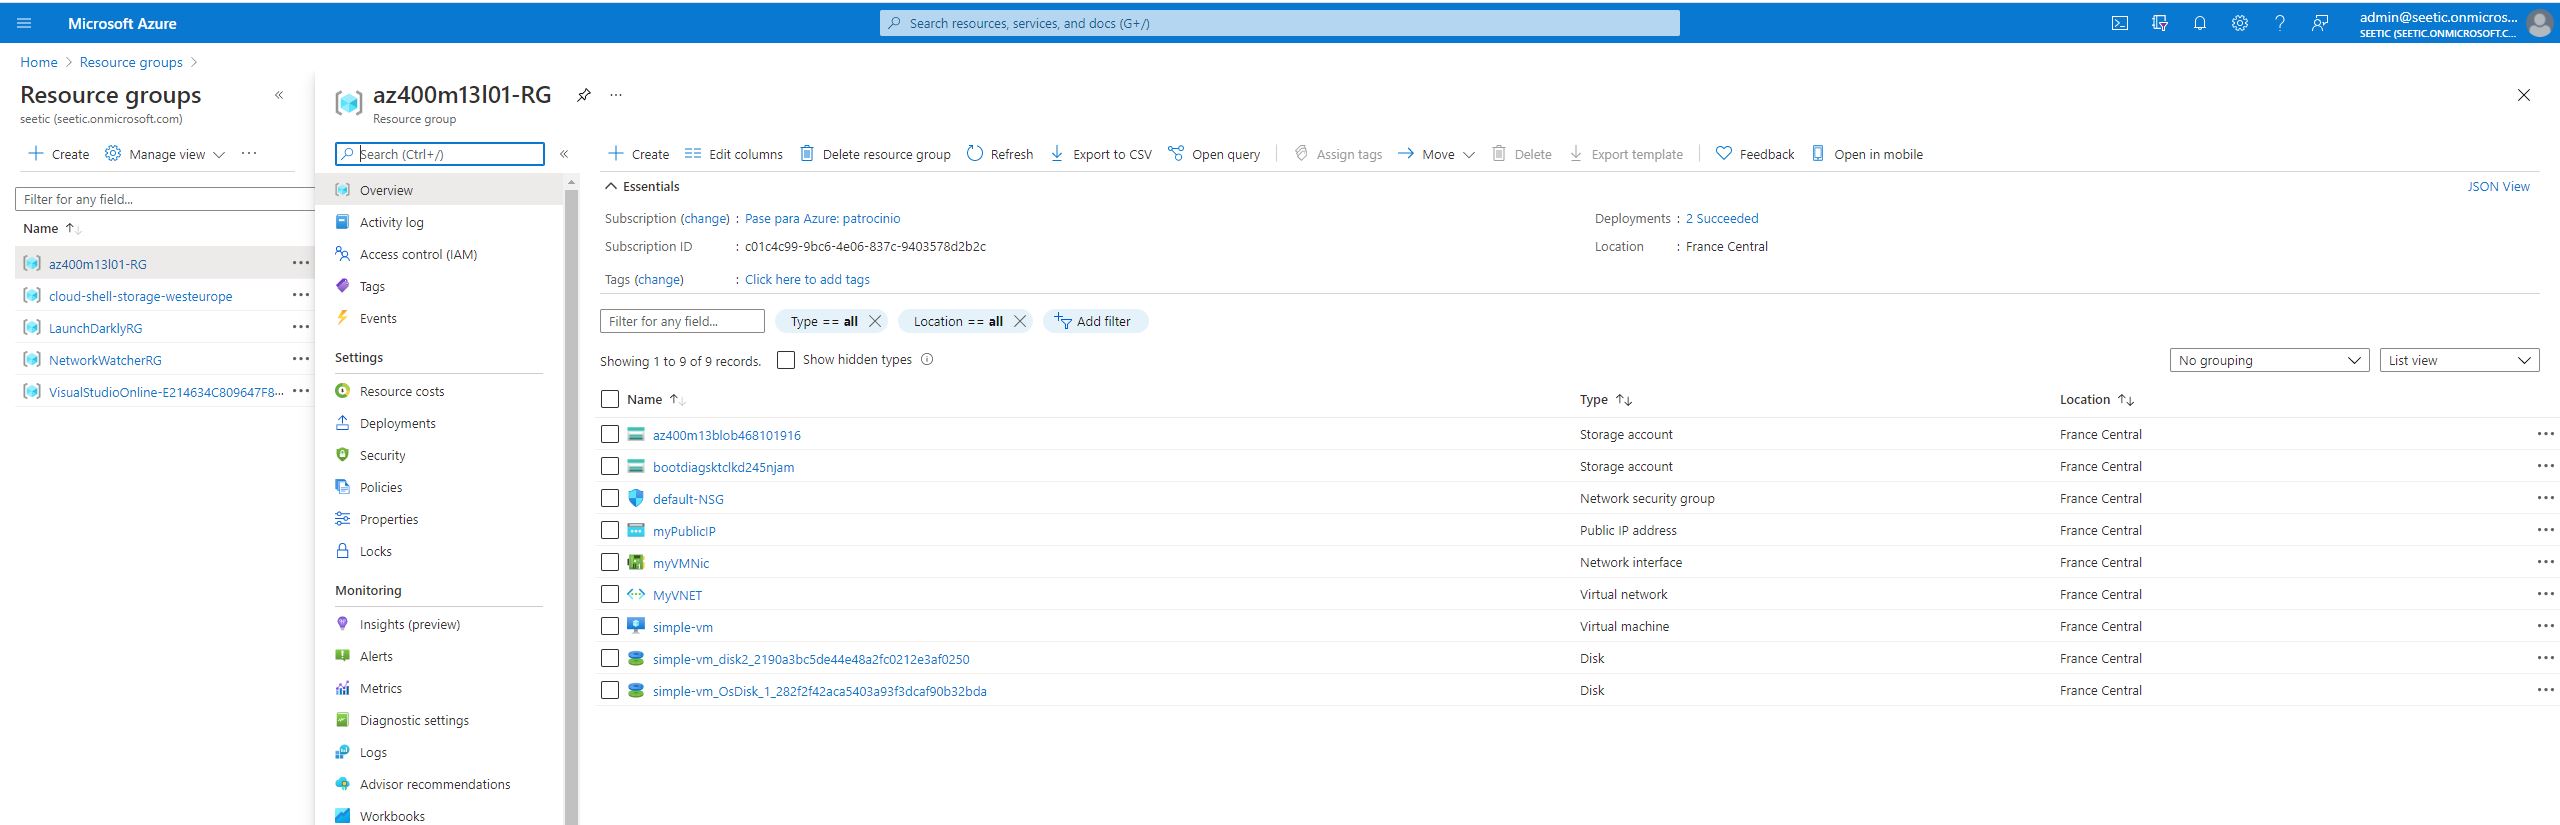 Microsoft Azure
Search resources, services, and docs (G+/)
admin@seetic.onmicros...
SEETIC (SEETIC.ONMICROSOFT.C...
Home > Resource groups >
Resource groups
seetic (seetic.onmicrosoft.com)
Create Manage view ...
Filter for any field...
Name
az400m13l01-RG
cloud-shell-storage-westeurope
LaunchDarklyRG
NetworkWatcherRG
VisualStudioOnline-E214634C809647F8...
az400m13l01-RG
Resource group
Search (Ctrl+/)
Overview
Activity log
Access control (IAM)
Tags
Events
Settings
Resource costs
Deployments
Security
Policies
Properties
Locks
Monitoring
Insights (preview)
Alerts
Metrics
Diagnostic settings
Logs
Advisor recommendations
Workbooks
Create Edit columns Delete resource group Refresh Export to CSV Open query Assign tags Move Delete Export template Feedback Open in mobile
Essentials JSON View
Subscription (change) : Pase para Azure: patrocinio Deployments : 2 Succeeded
Subscription ID : c01c4c99-9bc6-4e06-837c-9403578d2b2c Location : France Central
Tags (change) : Click here to add tags
Filter for any field... Type == all Location == all Add filter
Showing 1 to 9 of 9 records. Show hidden types No grouping List view
Name Type Location
az400m13blob468101916 Storage account France Central
bootdiagsktclkd245njam Storage account France Central
default-NSG Network security group France Central
myPublicIP Public IP address France Central
myVMNic Network interface France Central
MyVNET Virtual network France Central
simple-vm Virtual machine France Central
simple-vm_disk2_2190a3bc5de44e48a2fc0212e3af0250 Disk France Central
simple-vm_OsDisk_1_282f2f42aca5403a93f3dcaf90b32bda Disk France Central